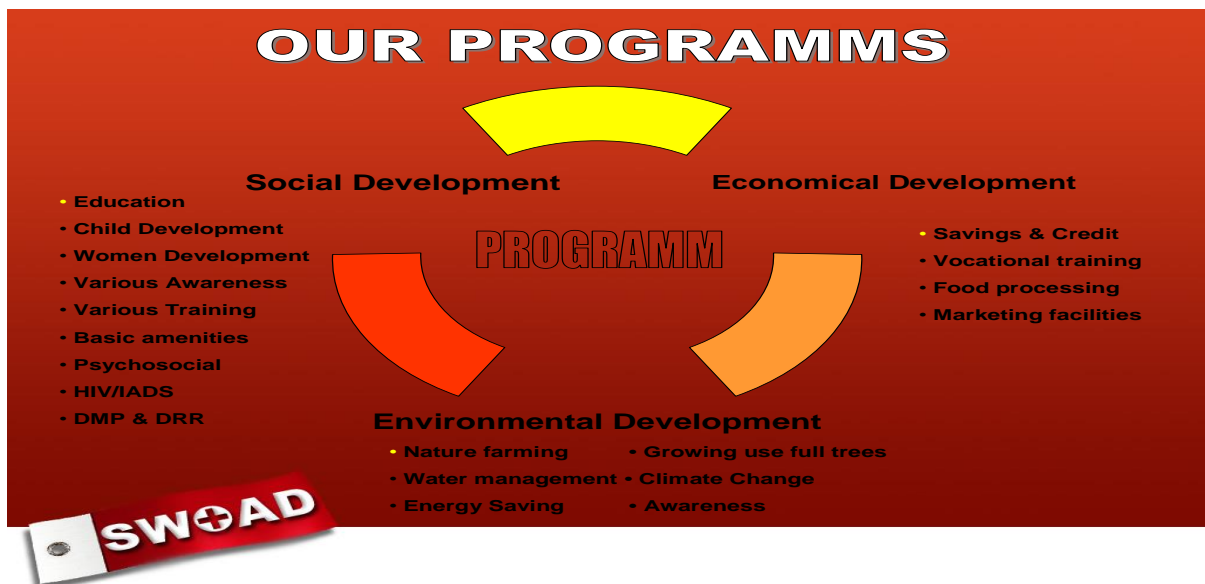 OUR PROGRAMMS
Social Development
• Education
• Child Development
• Women Development
• Various Awareness
• Various Training
• Basic amenities
• Psychosocial
• HIV/IADS
• DMP & DRR
PROGRAMM
Economical Development
• Savings & Credit
• Vocational training
• Food processing
• Marketing facilities
Environmental Development
• Nature farming • Growing use full trees
• Water management • Climate Change
• Energy Saving • Awareness
SWOAD